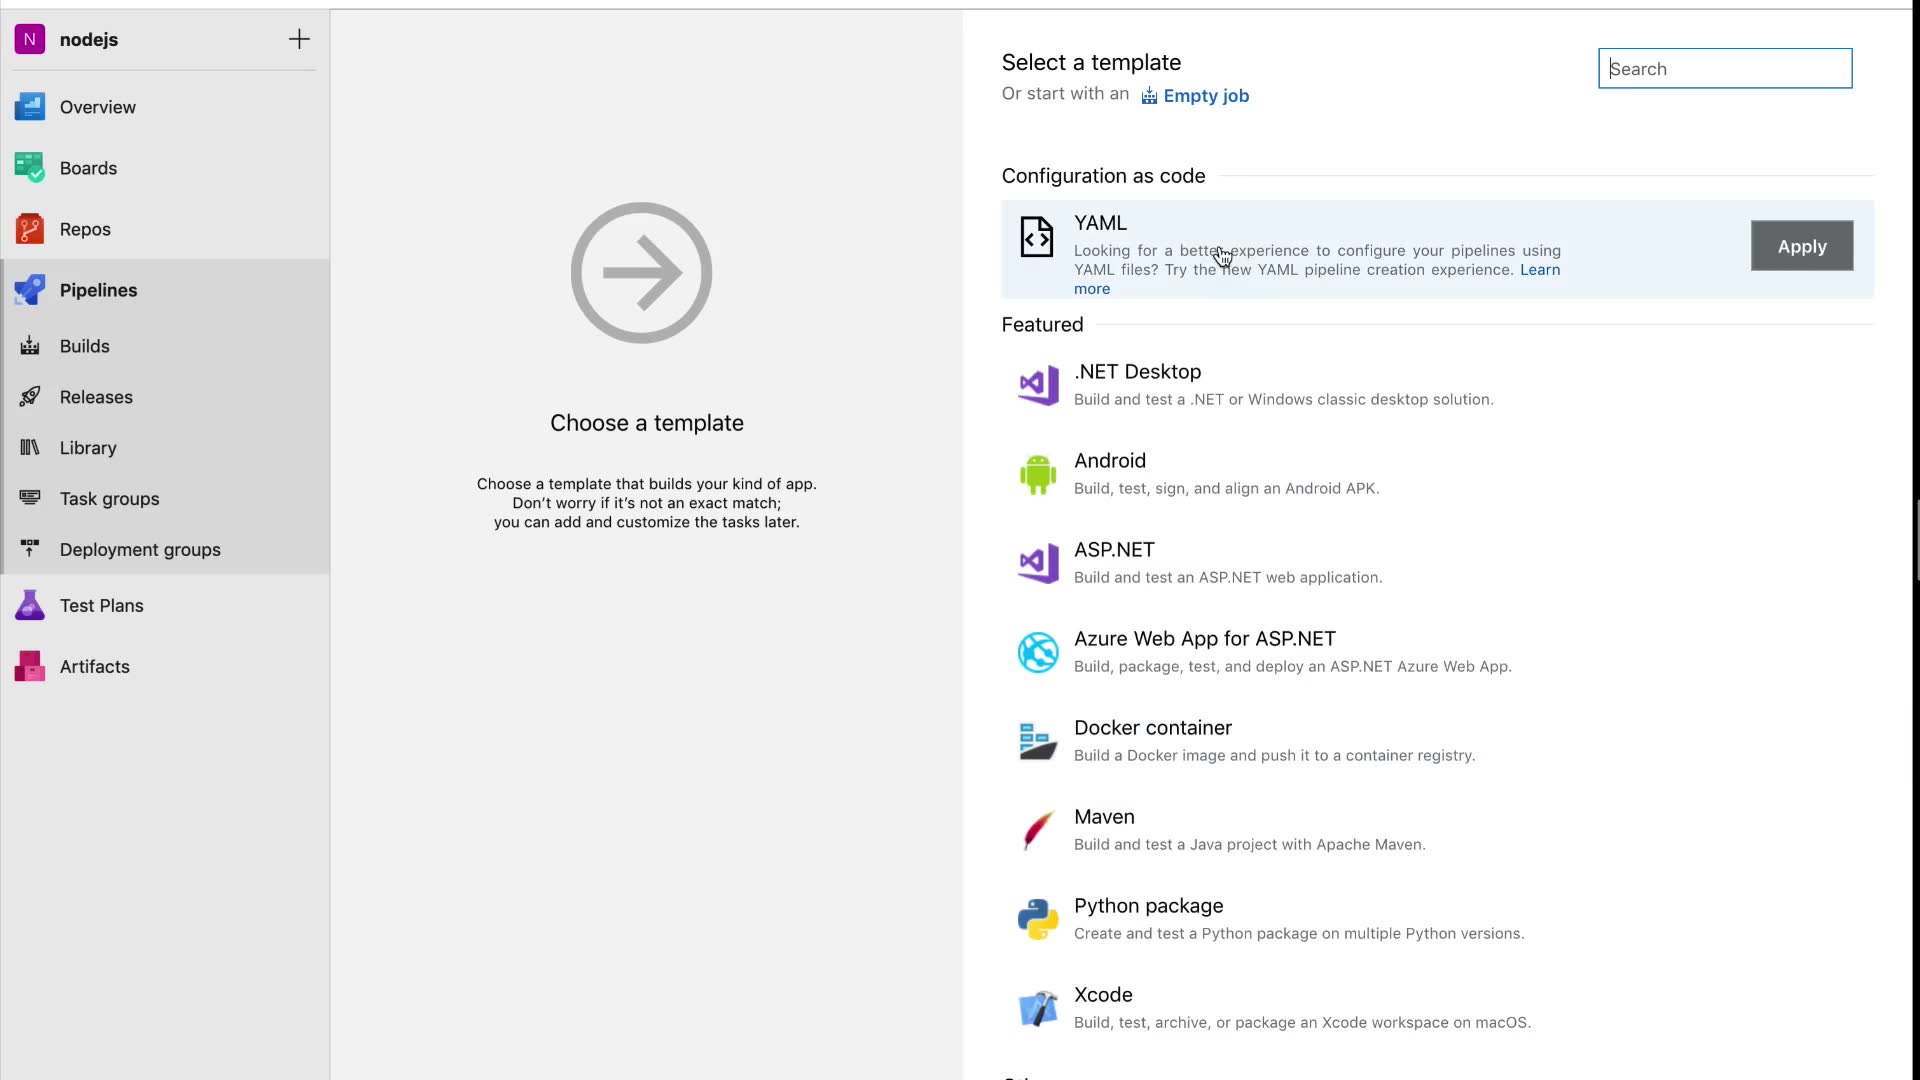 N nodejs
Overview
Boards
Repos
Pipelines
Builds
Releases
Library
Task groups
Deployment groups
Test Plans
Artifacts
Choose a template
Choose a template that builds your kind of app.
Don't worry if it's not an exact match;
you can add and customize the tasks later.
Select a template
Or start with an Empty job
Search
Configuration as code
YAML
Looking for a better experience to configure your pipelines using
YAML files? Try the new YAML pipeline creation experience. Learn
more
Apply
Featured
.NET Desktop
Build and test a .NET or Windows classic desktop solution.
Android
Build, test, sign, and align an Android APK.
ASP.NET
Build and test an ASP.NET web application.
Azure Web App for ASP.NET
Build, package, test, and deploy an ASP.NET Azure Web App.
Docker container
Build a Docker image and push it to a container registry.
Maven
Build and test a Java project with Apache Maven.
Python package
Create and test a Python package on multiple Python versions.
Xcode
Build, test, archive, or package an Xcode workspace on macOS.